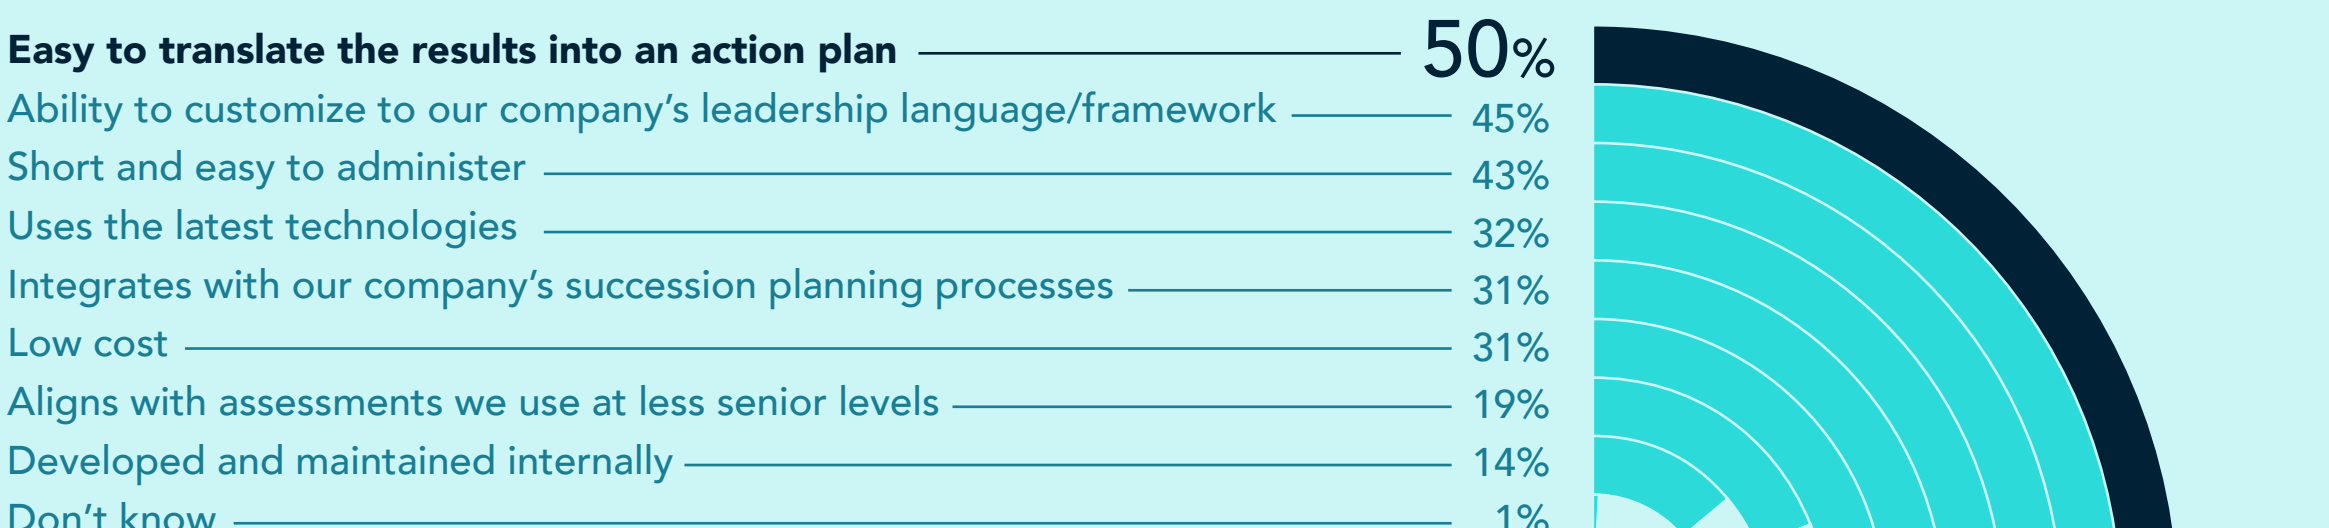 Easy to translate the results into an action plan 50%
Ability to customize to our company’s leadership language/framework 45%
Short and easy to administer 43%
Uses the latest technologies 32%
Integrates with our company’s succession planning processes 31%
Low cost 31%
Aligns with assessments we use at less senior levels 19%
Developed and maintained internally 14%
Don’t know 1%